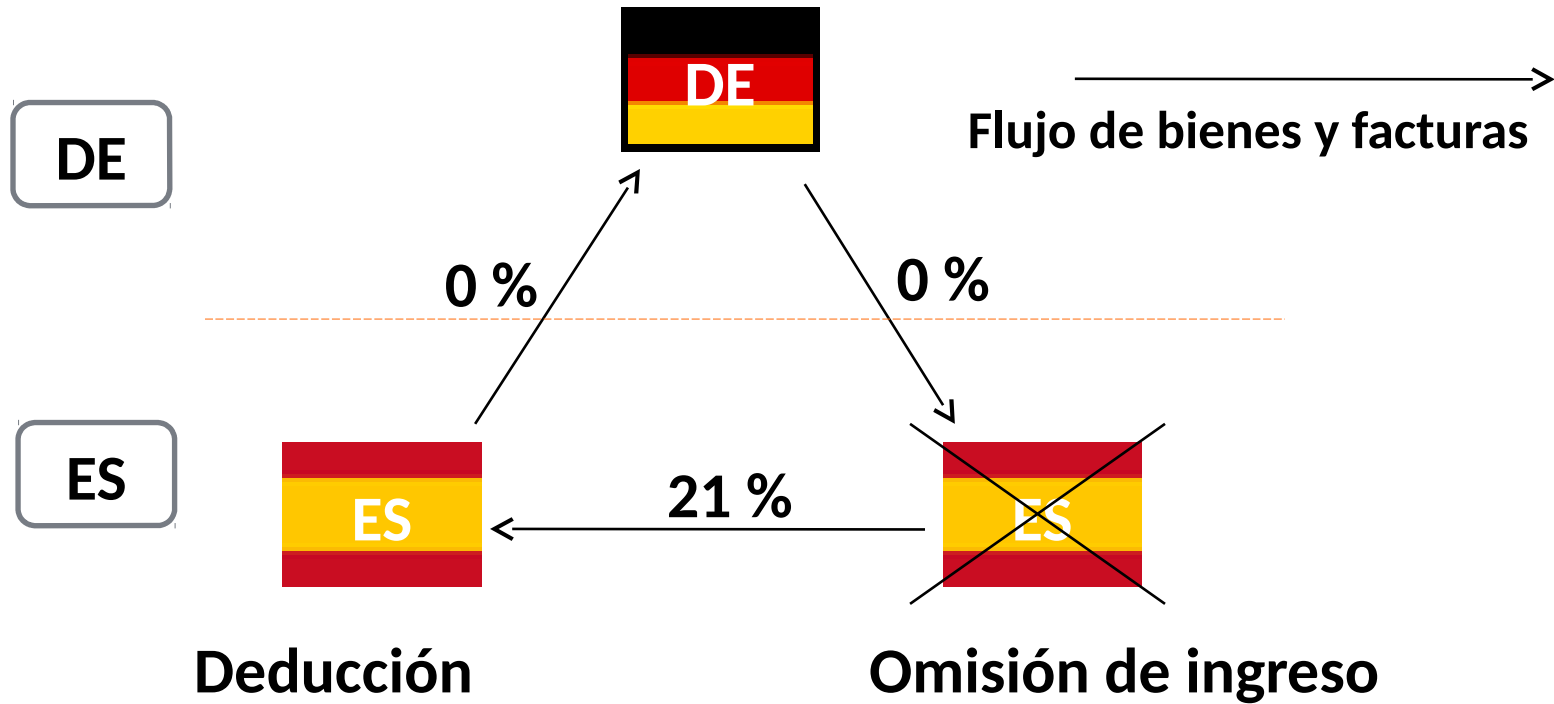 DE
DE
Flujo de bienes y facturas
0 %
0 %
ES
ES
21 %
ES
Deducción
Omisión de ingreso